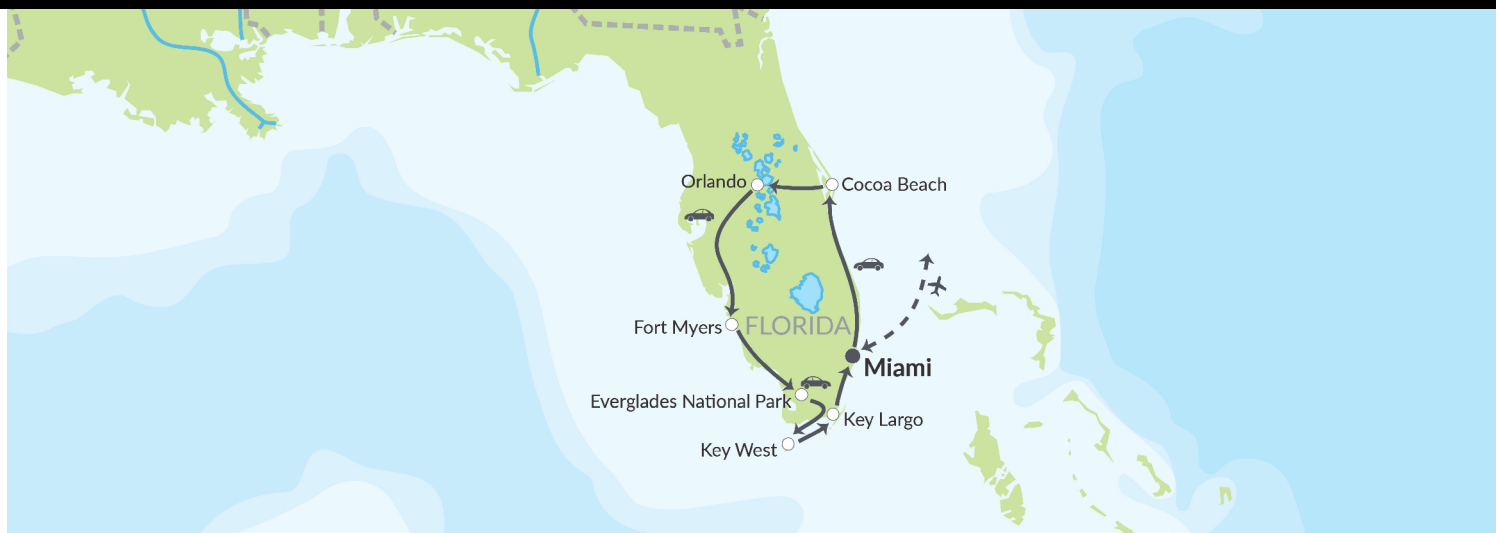 Orlando
Cocoa Beach
Fort Myers
FLORIDA
Miami
Everglades National Park
Key Largo
Key West